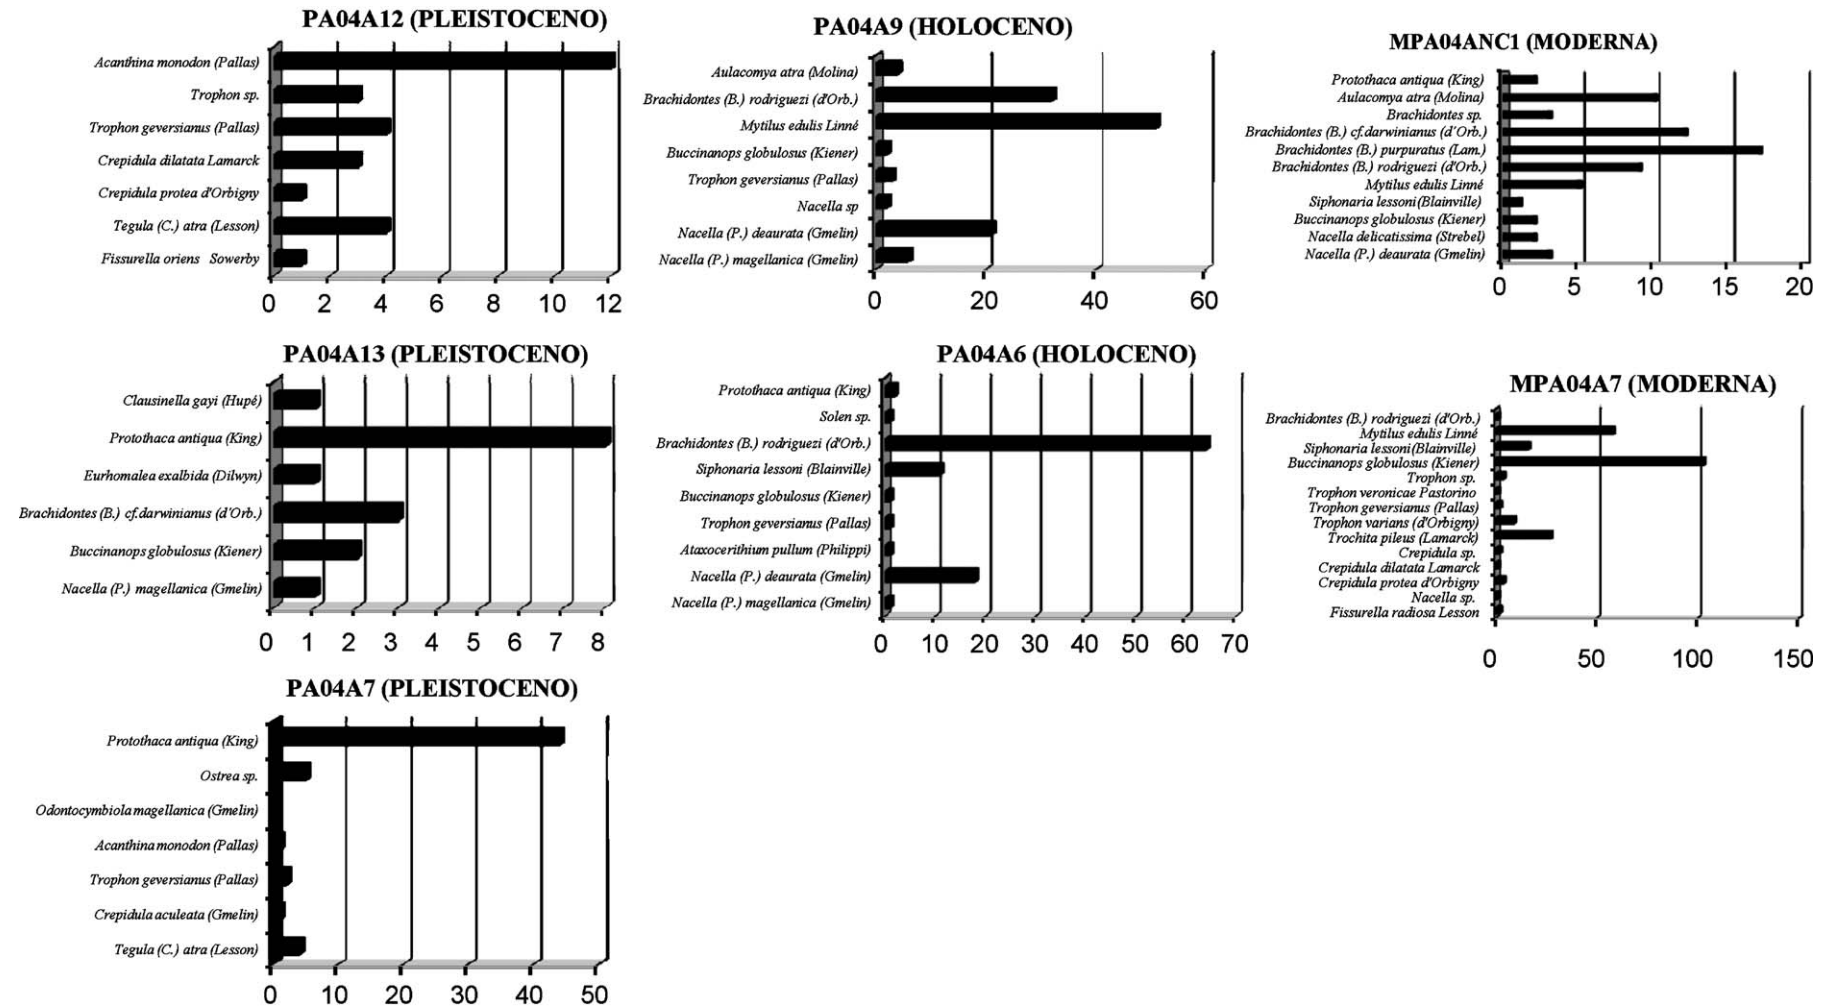 PA04A12 (PLEISTOCENO)
Acanthina monodon (Pallas)
Trophon sp.
Trophon geversianus (Pallas)
Crepidula dilatata Lamarck
Crepidula protea d'Orbigny
Tegula (C.) atra (Lesson)
Fissurella oriens Sowerby
0 2 4 6 8 10 12
PA04A9 (HOLOCENO)
Aulacomya atra (Molina)
Brachidontes (B.) rodriguezi (d'Orb.)
Mytilus edulis Linné
Buccinanops globulosus (Kiener)
Trophon geversianus (Pallas)
Nacella sp
Nacella (P.) deaurata (Gmelin)
Nacella (P.) magellanica (Gmelin)
0 20 40 60
MPA04ANC1 (MODERNA)
Protothaca antiqua (King)
Aulacomya atra (Molina)
Brachidontes sp.
Brachidontes (B.) cf.darwinianus (d'Orb.)
Brachidontes (B.) purpuratus (Lam.)
Brachidontes (B.) rodriguezi (d'Orb.)
Mytilus edulis Linné
Siphonaria lessoni(Blainville)
Buccinanops globulosus (Kiener)
Nacella delicatissima (Strebel)
Nacella (P.) deaurata (Gmelin)
0 5 10 15 20
PA04A13 (PLEISTOCENO)
Clausinella gayi (Hupé)
Protothaca antiqua (King)
Eurhomalea exalbida (Dilwyn)
Brachidontes (B.) cf.darwinianus (d'Orb.)
Buccinanops globulosus (Kiener)
Nacella (P.) magellanica (Gmelin)
0 1 2 3 4 5 6 7 8
PA04A6 (HOLOCENO)
Protothaca antiqua (King)
Solen sp.
Brachidontes (B.) rodriguezi (d'Orb.)
Siphonaria lessoni (Blainville)
Buccinanops globulosus (Kiener)
Trophon geversianus (Pallas)
Ataxocerithium pullum (Philippi)
Nacella (P.) deaurata (Gmelin)
Nacella (P.) magellanica (Gmelin)
0 10 20 30 40 50 60 70
MPA04A7 (MODERNA)
Brachidontes (B.) rodriguezi (d'Orb.)
Mytilus edulis Linné
Siphonaria lessoni(Blainville)
Buccinanops globulosus (Kiener)
Trophon sp.
Trophon veronicae Pastorino
Trophon geversianus (Pallas)
Trophon varians (d'Orbigny)
Trochita pileus (Lamarck)
Crepidula sp.
Crepidula dilatata Lamarck
Crepidula protea d'Orbigny
Nacella sp.
Fissurella radiosa Lesson
0 50 100 150
PA04A7 (PLEISTOCENO)
Protothaca antiqua (King)
Ostrea sp.
Odontocymbiola magellanica (Gmelin)
Acanthina monodon (Pallas)
Trophon geversianus (Pallas)
Crepidula aculeata (Gmelin)
Tegula (C.) atra (Lesson)
0 10 20 30 40 50